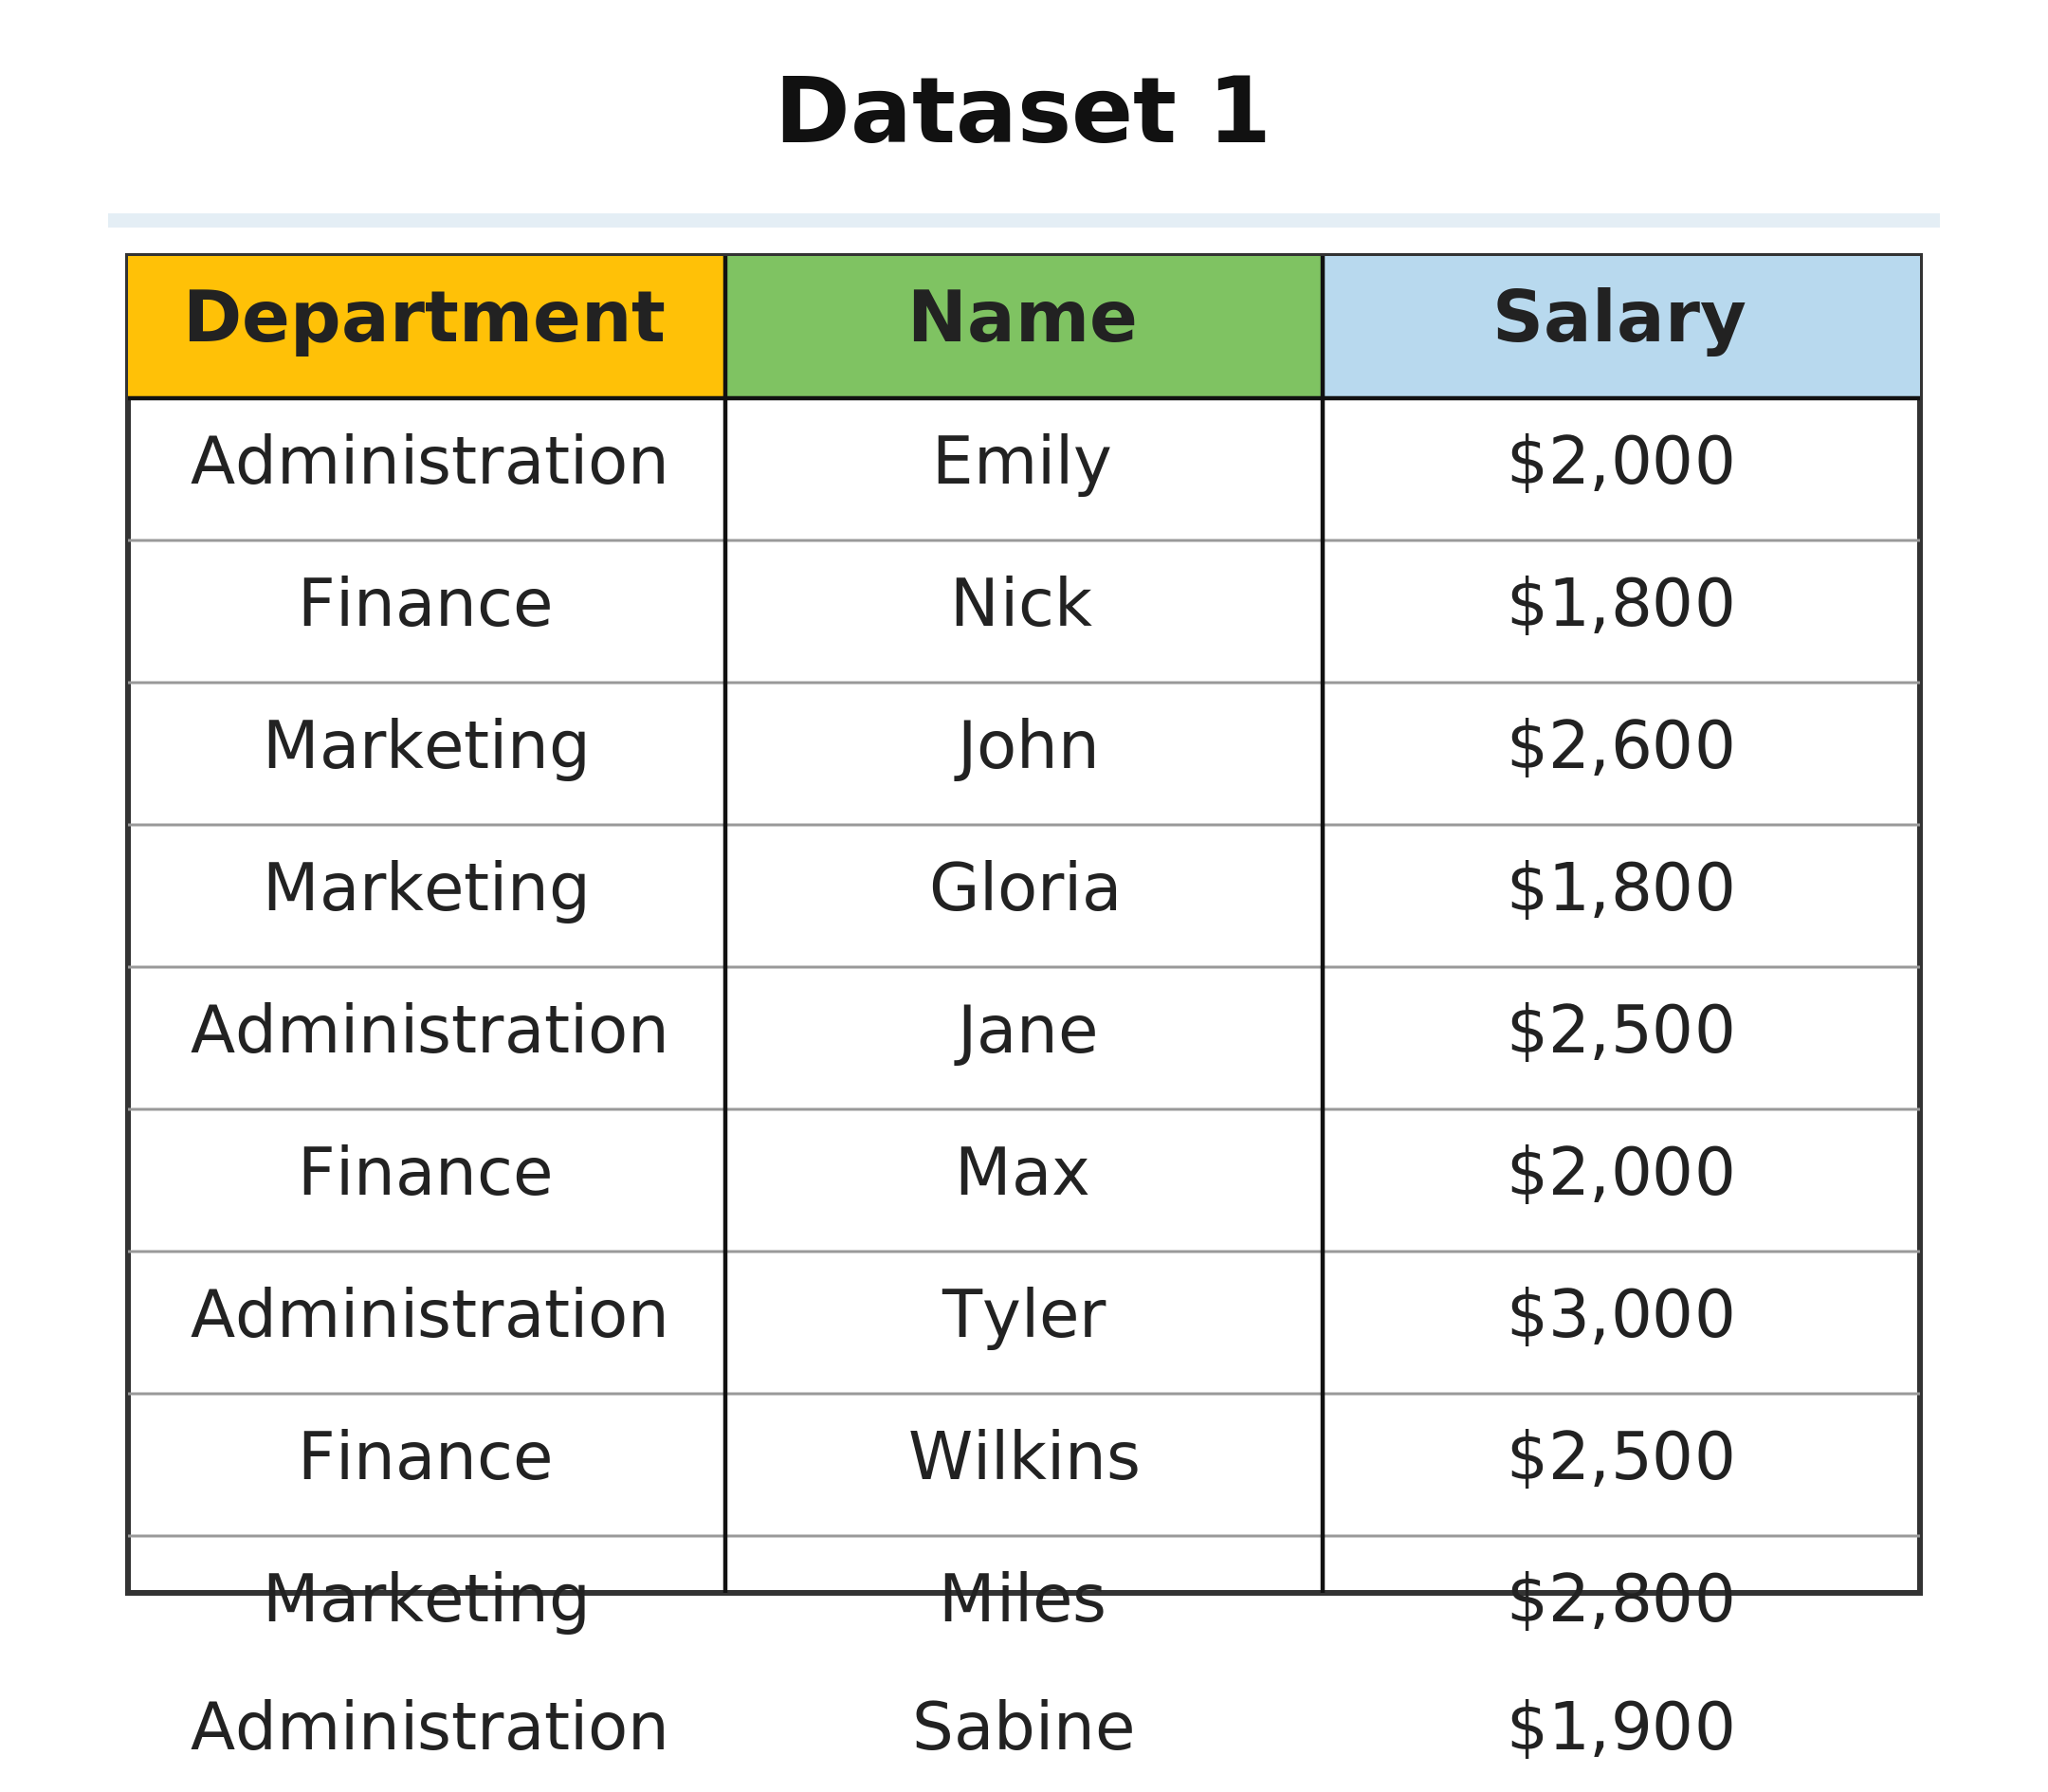 Dataset 1
Department Name Salary
Administration Emily $2,000
Finance Nick $1,800
Marketing John $2,600
Marketing Gloria $1,800
Administration Jane $2,500
Finance Max $2,000
Administration Tyler $3,000
Finance Wilkins $2,500
Marketing Miles $2,800
Administration Sabine $1,900